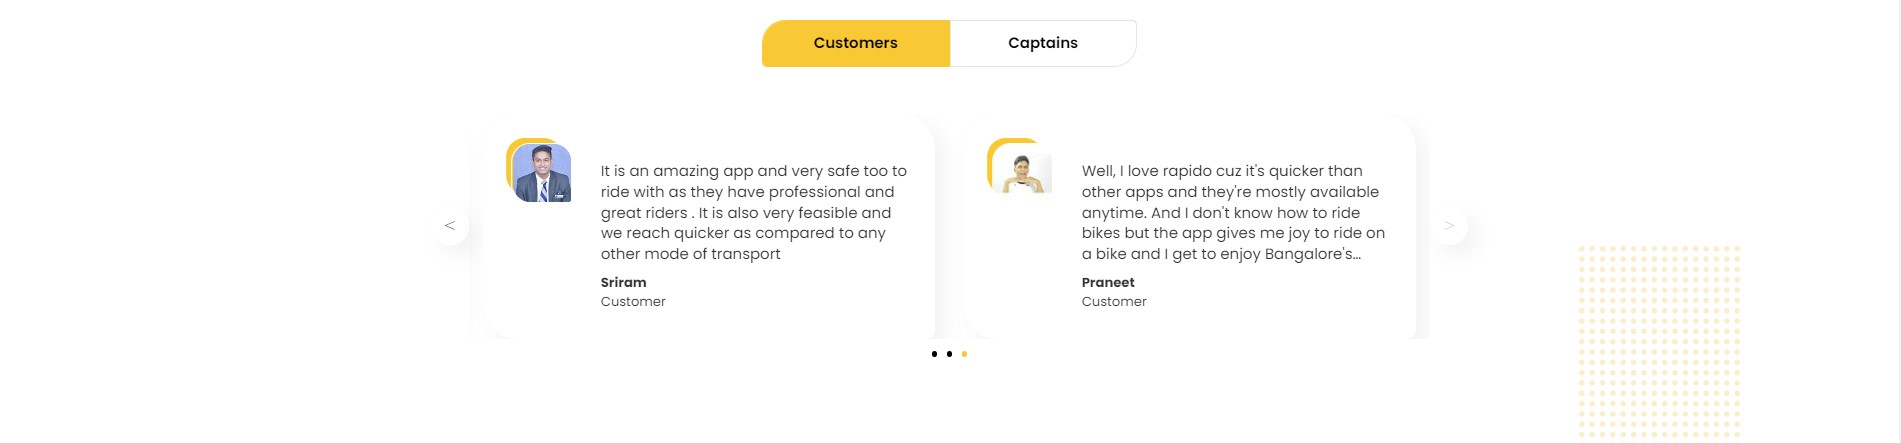 Customers
Captains
It is an amazing app and very safe too to
ride with as they have professional and
great riders . It is also very feasible and
we reach quicker as compared to any
other mode of transport
Sriram
Customer
Well, I love rapido cuz it's quicker than
other apps and they're mostly available
anytime. And I don't know how to ride
bikes but the app gives me joy to ride on
a bike and I get to enjoy Bangalore's...
Praneet
Customer
<
>